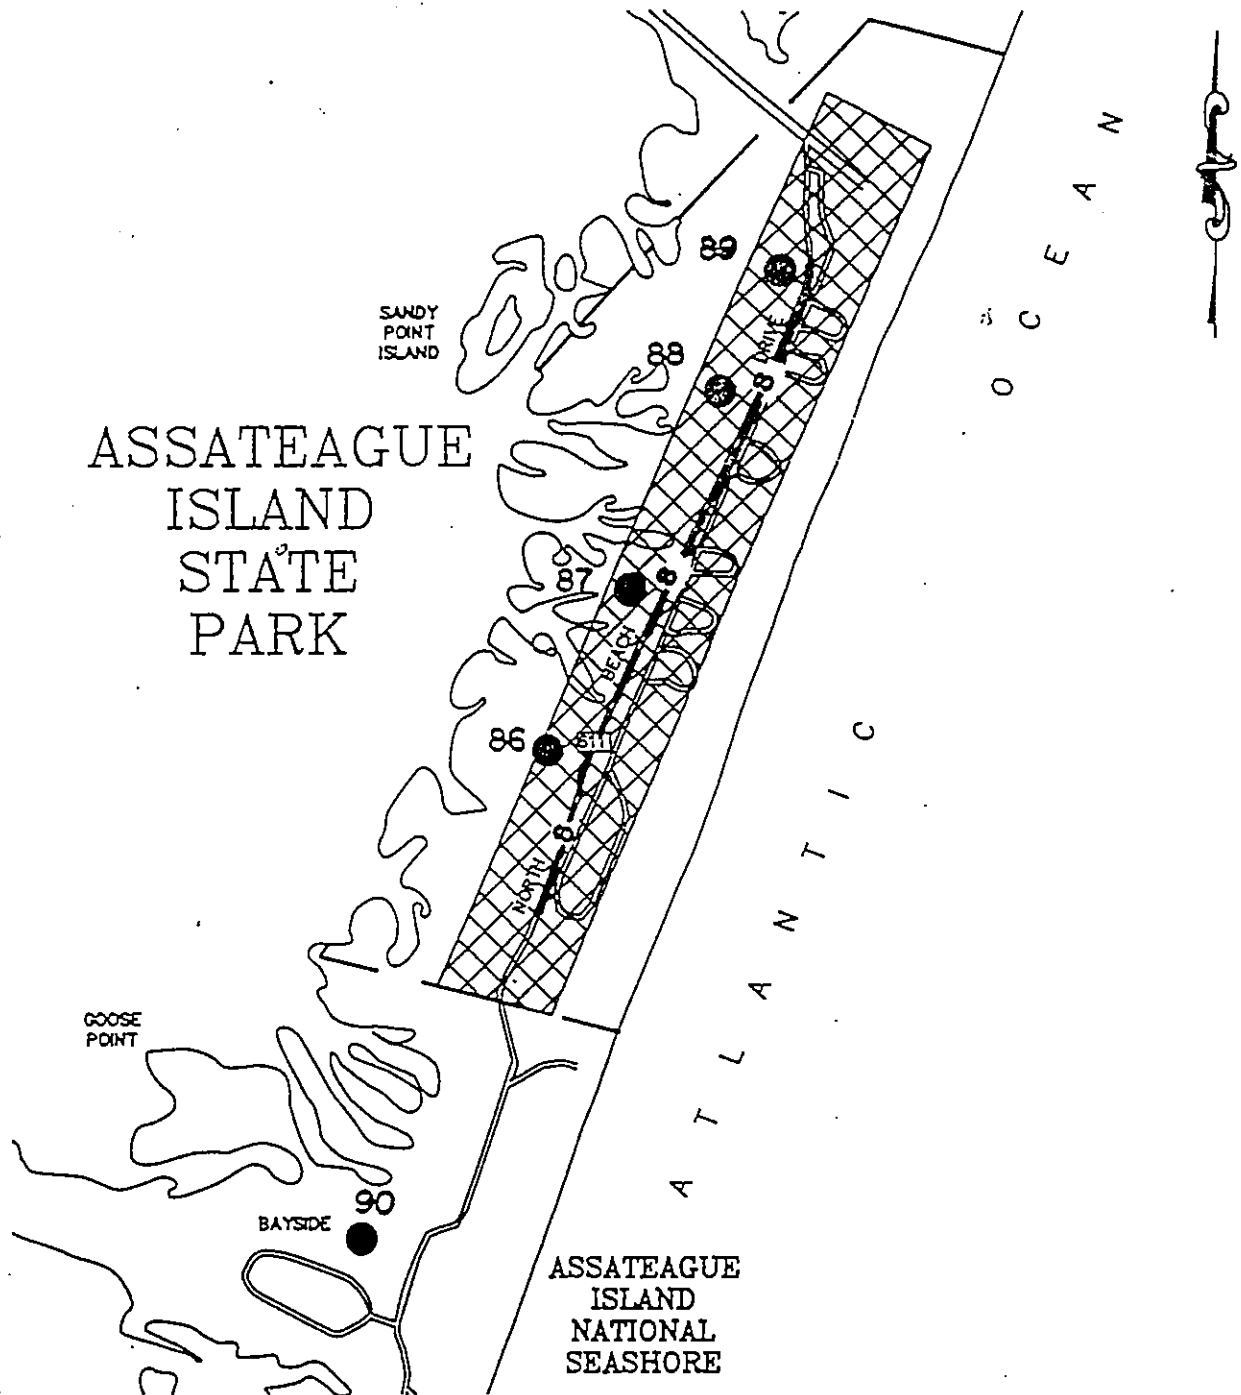 89
SANDY
POINT
ISLAND
88
DRIVE
8
ASSATEAGUE
ISLAND
STATE
PARK
87
8
BEACH
86
611
8
NORTH
OCEAN
ATLANTIC
GOOSE
POINT
90
BAYSIDE
ASSATEAGUE
ISLAND
NATIONAL
SEASHORE